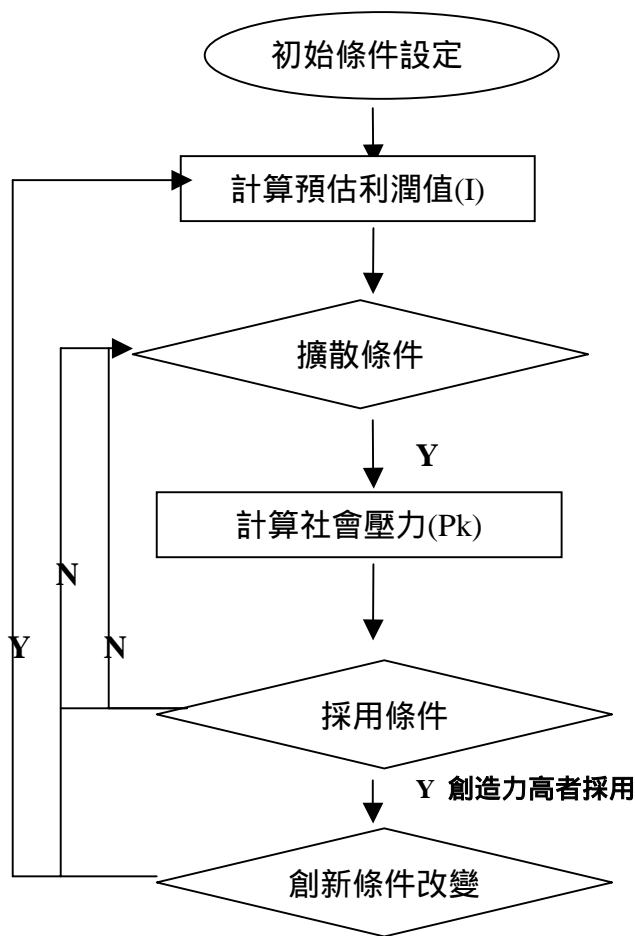 初始條件設定
計算預估利潤值(I)
擴散條件
Y
計算社會壓力(Pk)
N
Y
N
採用條件
Y 創造力高者採用
創新條件改變